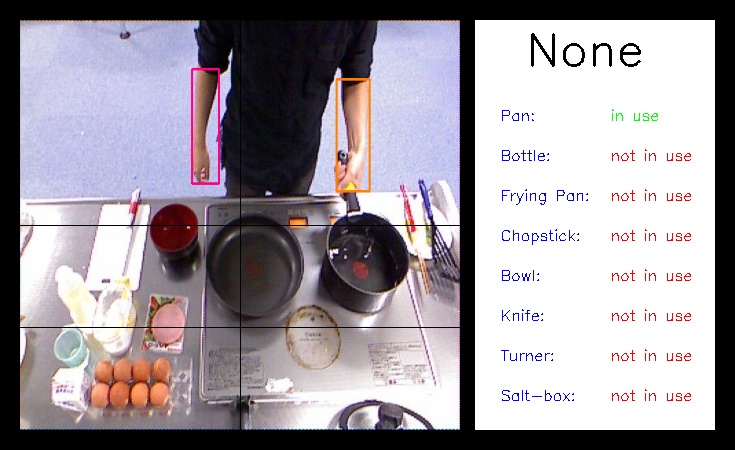 None
Pan: in use
Bottle: not in use
Frying Pan: not in use
Chopstick: not in use
Bowl: not in use
Knife: not in use
Turner: not in use
Salt-box: not in use